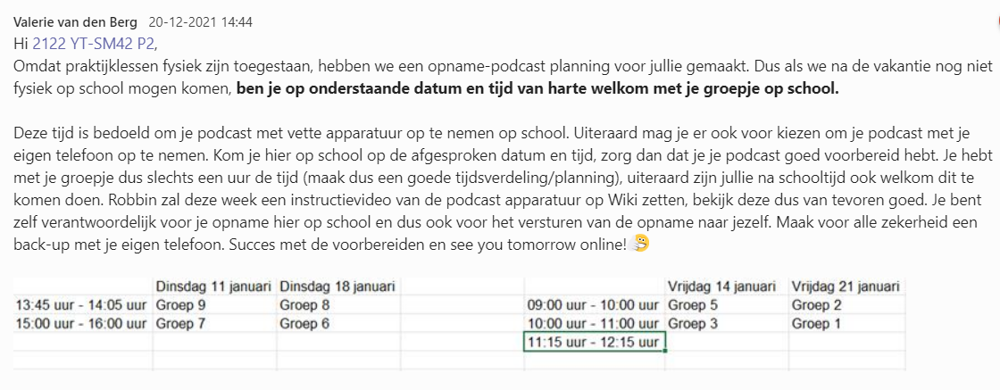 Valerie van den Berg 20-12-2021 14:44
Hi 2122 YT-SM42 P2,
Omdat praktijklessen fysiek zijn toegestaan, hebben we een opname-podcast planning voor jullie gemaakt. Dus als we na de vakantie nog niet
fysiek op school mogen komen, ben je op onderstaande datum en tijd van harte welkom met je groepje op school.
Deze tijd is bedoeld om je podcast met vette apparatuur op te nemen op school. Uiteraard mag je er ook voor kiezen om je podcast met je
eigen telefoon op te nemen. Kom je hier op school op de afgesproken datum en tijd, zorg dan dat je je podcast goed voorbereid hebt. Je hebt
met je groepje dus slechts een uur de tijd (maak dus een goede tijdsverdeling/planning), uiteraard zijn jullie na schooltijd ook welkom dit te
komen doen. Robbin zal deze week een instructievideo van de podcast apparatuur op Wiki zetten, bekijk deze dus van tevoren goed. Je bent
zelf verantwoordelijk voor je opname hier op school en dus ook voor het versturen van de opname naar jezelf. Maak voor alle zekerheid een
back-up met je eigen telefoon. Succes met de voorbereiden en see you tomorrow online!
Dinsdag 11 januari Dinsdag 18 januari Vrijdag 14 januari Vrijdag 21 januari
13:45 uur - 14:05 uur Groep 9 Groep 8 09:00 uur - 10:00 uur Groep 5 Groep 2
15:00 uur - 16:00 uur Groep 7 Groep 6 10:00 uur - 11:00 uur Groep 3 Groep 1
11:15 uur - 12:15 uur